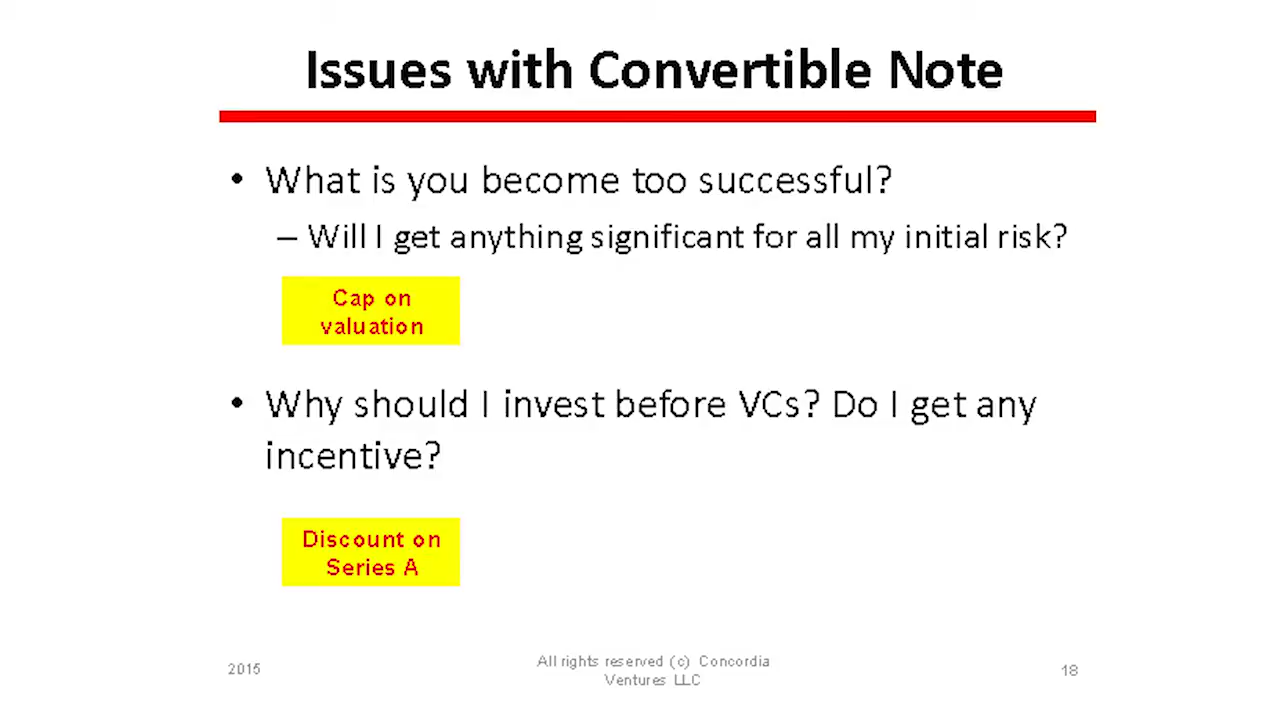 Issues with Convertible Note
• What is you become too successful?
– Will I get anything significant for all my initial risk?
Cap on
valuation
• Why should I invest before VCs? Do I get any
incentive?
Discount on
Series A
2015
All rights reserved (c) Concordia
Ventures LLC
18